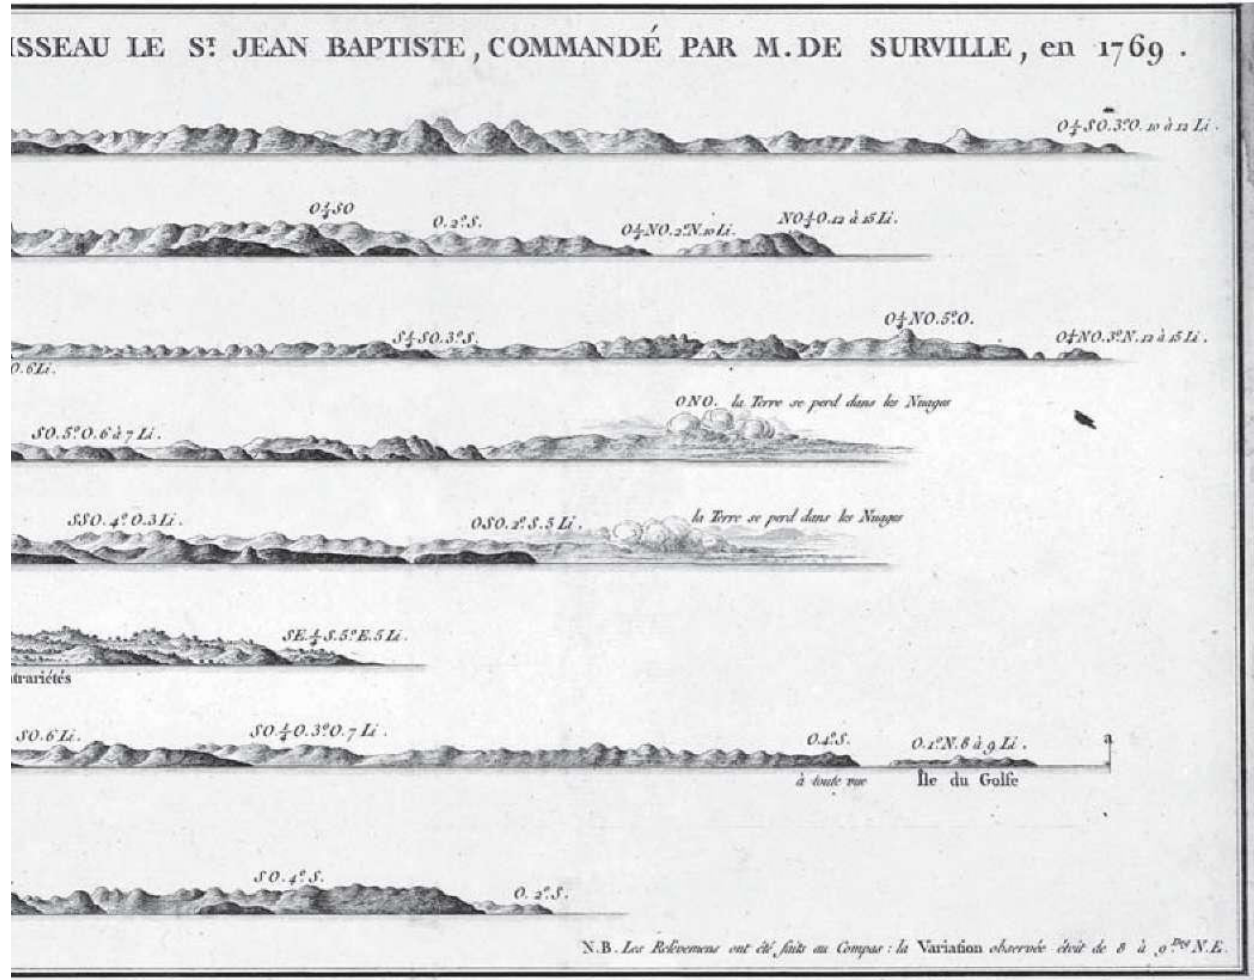 ISSEAU LE S.T JEAN BAPTISTE, COMMANDÉ PAR M. DE SURVILLE, en 1769.
O¼SO.3°O. 10 à 12 Li.
O¼SO O.2°S. O¼NO.2°N.10 Li. NO¼O.12 à 15 Li.
S¼SO.3°S. O¼NO.5°O. O¼NO.3°N.12 à 15 Li.
O.6 Li.
ONO. la Terre se perd dans les Nuages
SO.5°O.6 à 7 Li.
SSO.4°O.3 Li. OSO.2°S.5 Li. la Terre se perd dans les Nuages
SE¼S.5°E.5 Li.
ntrariétés
SO.6 Li. SO¼O.3°O.7 Li. O.4°S. O.1°N.8 à 9 Li. a
à toute vue Île du Golfe
SO.4°S. O.2°S.
N.B. Les Relèvemens ont été faits au Compas : la Variation observée étoit de 8 à 9 Deg N.E.